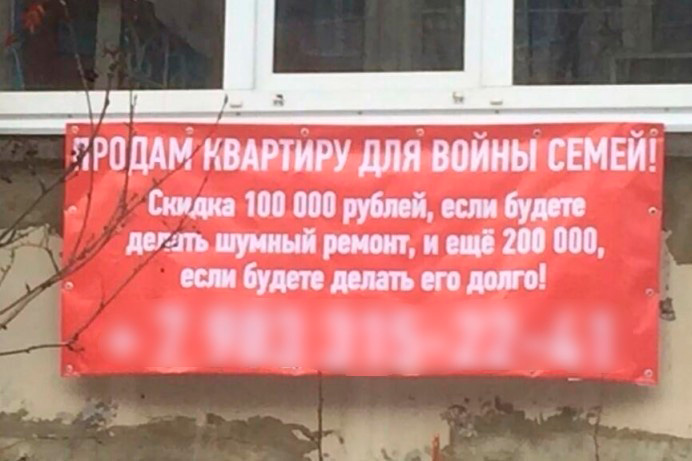 ПРОДАМ КВАРТИРУ ДЛЯ ВОЙНЫ СЕМЕЙ!
Скидка 100 000 рублей, если будете
делать шумный ремонт, и ещё 200 000,
если будете делать его долго!